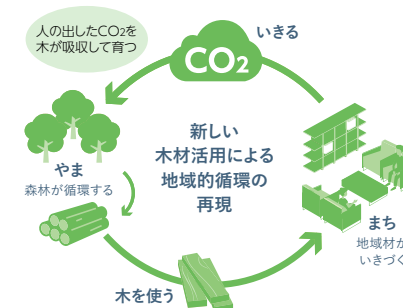 人の出したCO2を
木が吸収して育つ
いきる
CO2
新しい
木材活用による
地域的循環の
再現
やま
森林が循環する
まち
地域材が
いきづく
木を使う